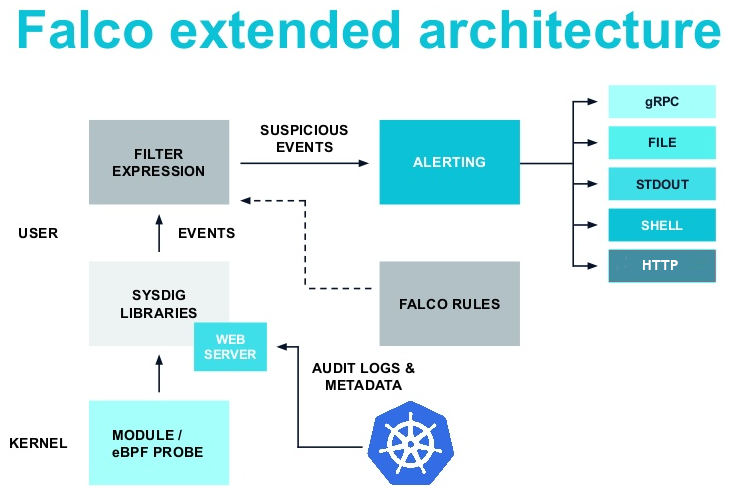 Falco extended architecture
gRPC
SUSPICIOUS
EVENTS
FILTER
EXPRESSION
ALERTING
FILE
STDOUT
SHELL
HTTP
USER
EVENTS
SYSDIG
LIBRARIES
FALCO RULES
WEB
SERVER
AUDIT LOGS &
METADATA
KERNEL
MODULE /
eBPF PROBE